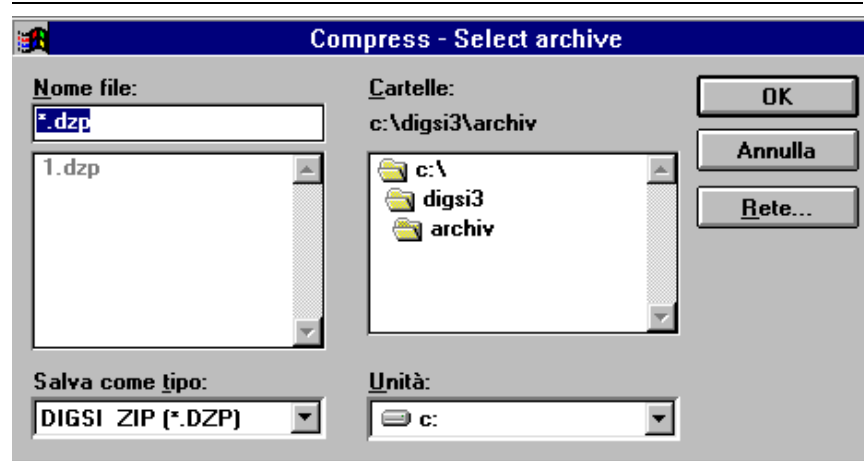 Compress - Select archive
Nome file:
*.dzp
1.dzp
Salva come tipo:
DIGSI ZIP (*.DZP)
Cartelle:
c:\digsi3\archiv
c:\
digsi3
archiv
Unità:
c:
OK
Annulla
Rete...